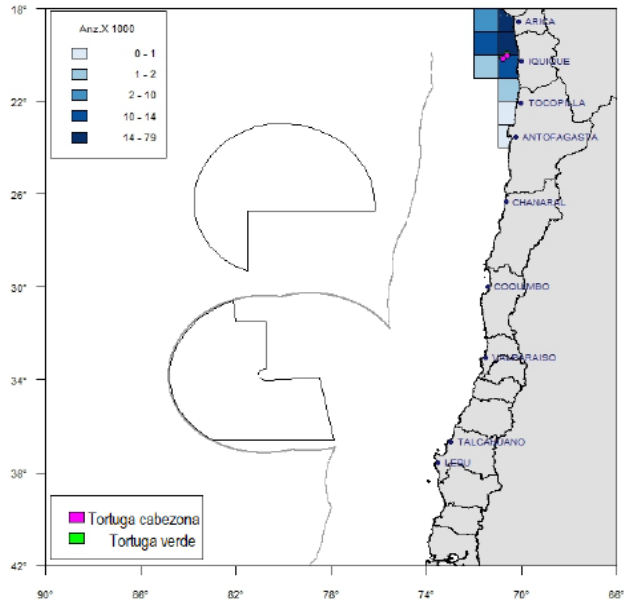 18°
22°
26°
30°
34°
38°
42°
Anz.X 1000
0 - 1
1 - 2
2 - 10
10 - 14
14 - 79
ARICA
IQUIQUE
TOCOPILLA
ANTOFAGASTA
CHANARAL
COQUIMBO
VALPARAISO
TALCAHUANO
LEBU
Tortuga cabezona
Tortuga verde
90°
86°
82°
78°
74°
70°
66°